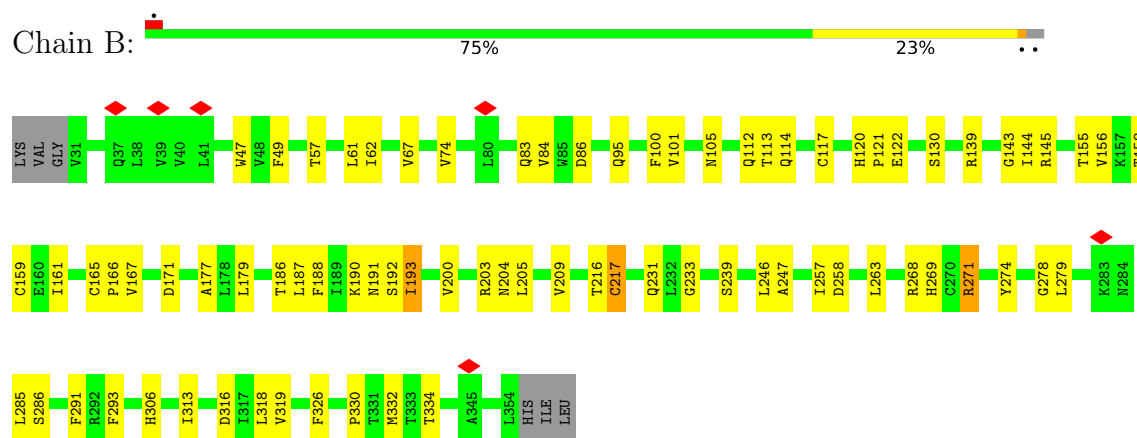 Chain B:
75% 23%
LYS VAL GLY V31 Q37 L38 V39 V40 L41 W47 V48 F49 T57 L61 I62 V67 V74 L80 Q83 V84 W85 D86 Q95 F100 V101 N105 Q112 T113 Q114 C117 H120 P121 E122 S130 R139 G143 I144 R145 T155 V156 K157
C159 E160 I161 C165 P166 V167 D171 A177 L178 L179 T186 L187 F188 I189 K190 N191 S192 I193 V200 R203 N204 L205 V209 T216 C217 Q231 L232 G233 S239 L246 A247 I257 D258 L263 R268 H269 C270 R271 Y274 G278 L279 K283 N284
L285 S286 F291 R292 F293 H306 I313 D316 I317 L318 V319 F326 P330 T331 M332 T333 T334 A345 L354 HIS ILE LEU